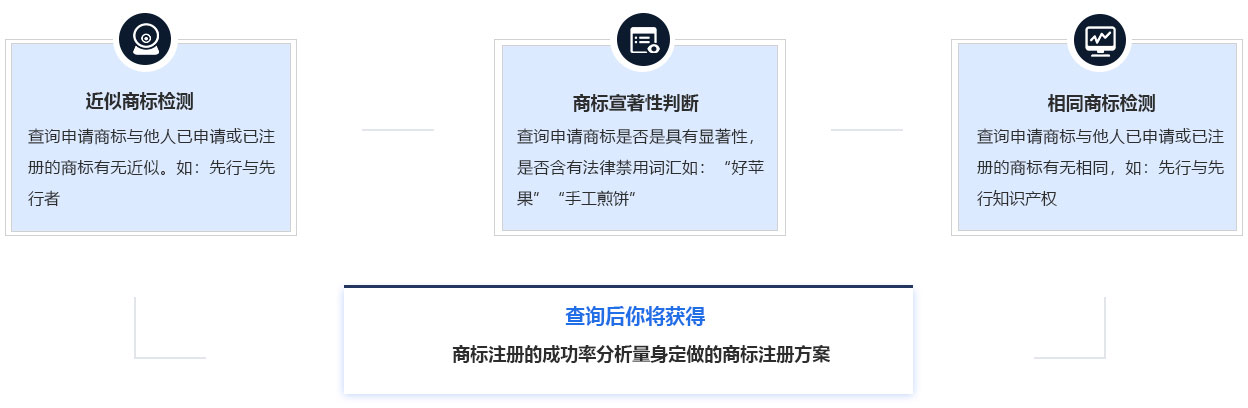 近似商标检测
查询申请商标与他人已申请或已注
册的商标有无近似。如：先行与先
行者
商标宣著性判断
查询申请商标是否是具有显著性，
是否含有法律禁用词汇如：“好苹
果”“手工煎饼”
相同商标检测
查询申请商标与他人已申请或已注
册的商标有无相同，如：先行与先
行知识产权
查询后你将获得
商标注册的成功率分析量身定做的商标注册方案